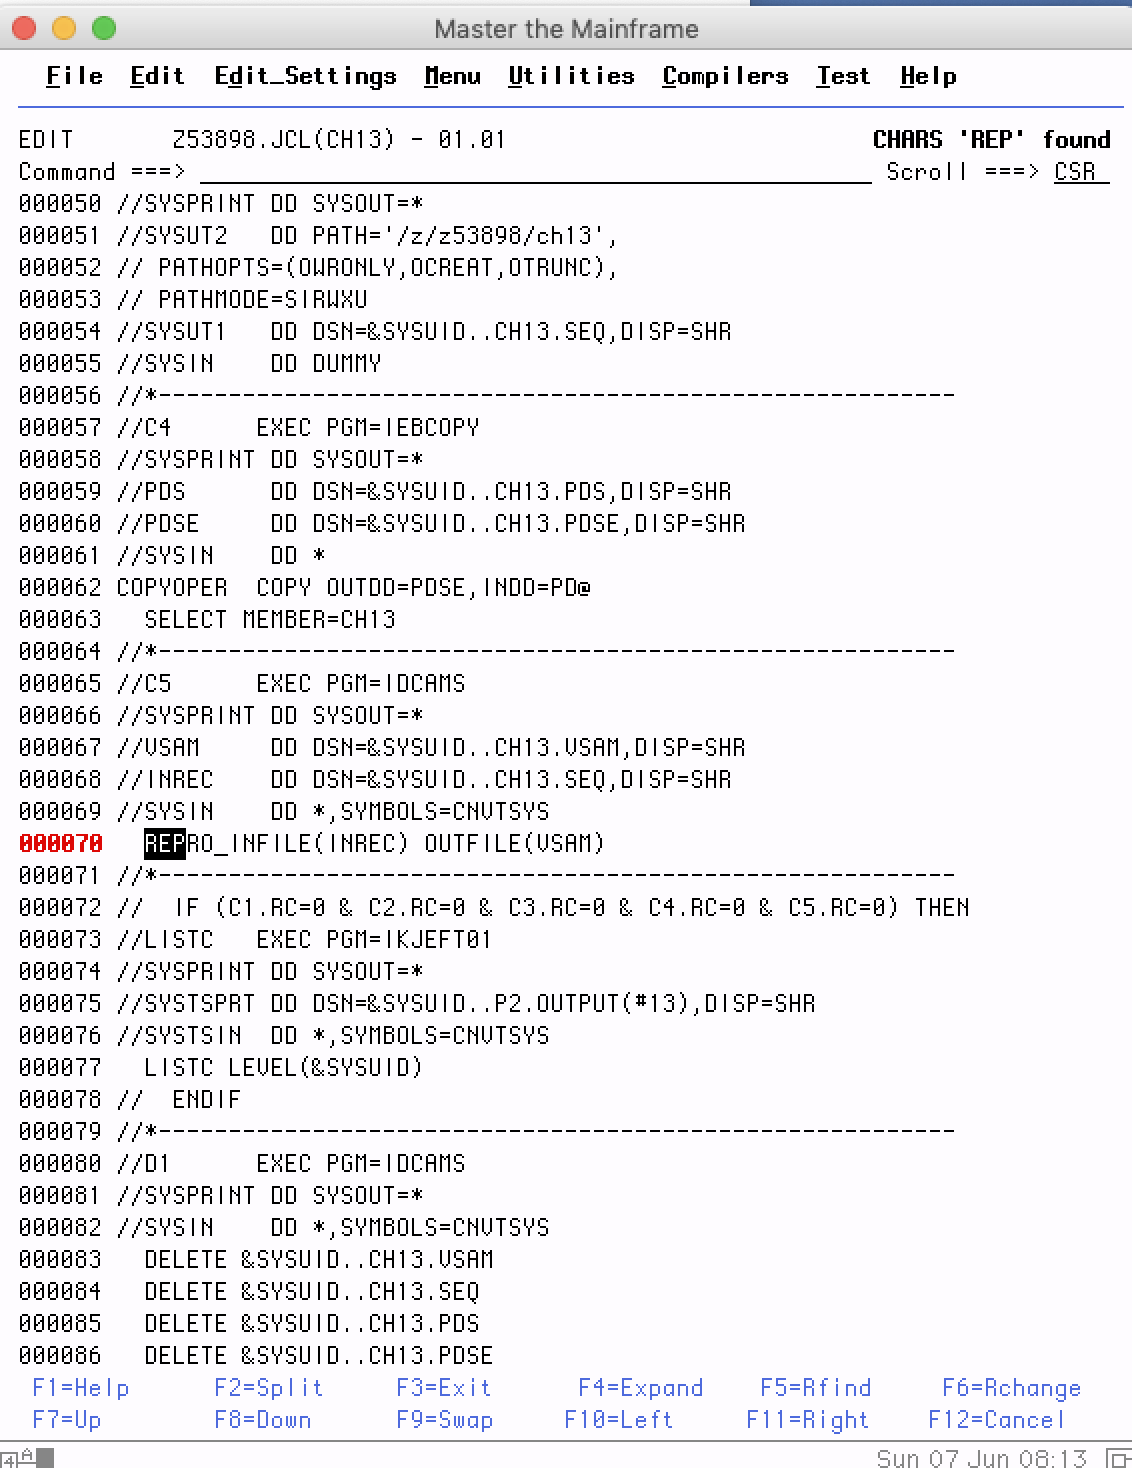 Master the Mainframe
File Edit Edit_Settings Menu Utilities Compilers Test Help
EDIT Z53898.JCL(CH13) - 01.01 CHARS 'REP' found
Command ===> Scroll ===> CSR
000050 //SYSPRINT DD SYSOUT=*
000051 //SYSUT2   DD PATH='/z/z53898/ch13',
000052 // PATHOPTS=(OWRONLY,OCREAT,OTRUNC),
000053 // PATHMODE=SIRWXU
000054 //SYSUT1   DD DSN=&SYSUID..CH13.SEQ,DISP=SHR
000055 //SYSIN    DD DUMMY
000056 //*---------------------------------------------------------
000057 //C4      EXEC PGM=IEBCOPY
000058 //SYSPRINT DD SYSOUT=*
000059 //PDS      DD DSN=&SYSUID..CH13.PDS,DISP=SHR
000060 //PDSE     DD DSN=&SYSUID..CH13.PDSE,DISP=SHR
000061 //SYSIN    DD *
000062 COPYOPER  COPY OUTDD=PDSE,INDD=PD@
000063   SELECT MEMBER=CH13
000064 //*---------------------------------------------------------
000065 //C5      EXEC PGM=IDCAMS
000066 //SYSPRINT DD SYSOUT=*
000067 //VSAM     DD DSN=&SYSUID..CH13.VSAM,DISP=SHR
000068 //INREC    DD DSN=&SYSUID..CH13.SEQ,DISP=SHR
000069 //SYSIN    DD *,SYMBOLS=CNVTSYS
000070   REPRO_INFILE(INREC) OUTFILE(VSAM)
000071 //*---------------------------------------------------------
000072 //  IF (C1.RC=0 & C2.RC=0 & C3.RC=0 & C4.RC=0 & C5.RC=0) THEN
000073 //LISTC   EXEC PGM=IKJEFT01
000074 //SYSPRINT DD SYSOUT=*
000075 //SYSTSPRT DD DSN=&SYSUID..P2.OUTPUT(#13),DISP=SHR
000076 //SYSTSIN  DD *,SYMBOLS=CNVTSYS
000077   LISTC LEVEL(&SYSUID)
000078 //  ENDIF
000079 //*---------------------------------------------------------
000080 //D1      EXEC PGM=IDCAMS
000081 //SYSPRINT DD SYSOUT=*
000082 //SYSIN    DD *,SYMBOLS=CNVTSYS
000083   DELETE &SYSUID..CH13.VSAM
000084   DELETE &SYSUID..CH13.SEQ
000085   DELETE &SYSUID..CH13.PDS
000086   DELETE &SYSUID..CH13.PDSE
F1=Help F2=Split F3=Exit F4=Expand F5=Rfind F6=Rchange
F7=Up F8=Down F9=Swap F10=Left F11=Right F12=Cancel
4 A Sun 07 Jun 08:13